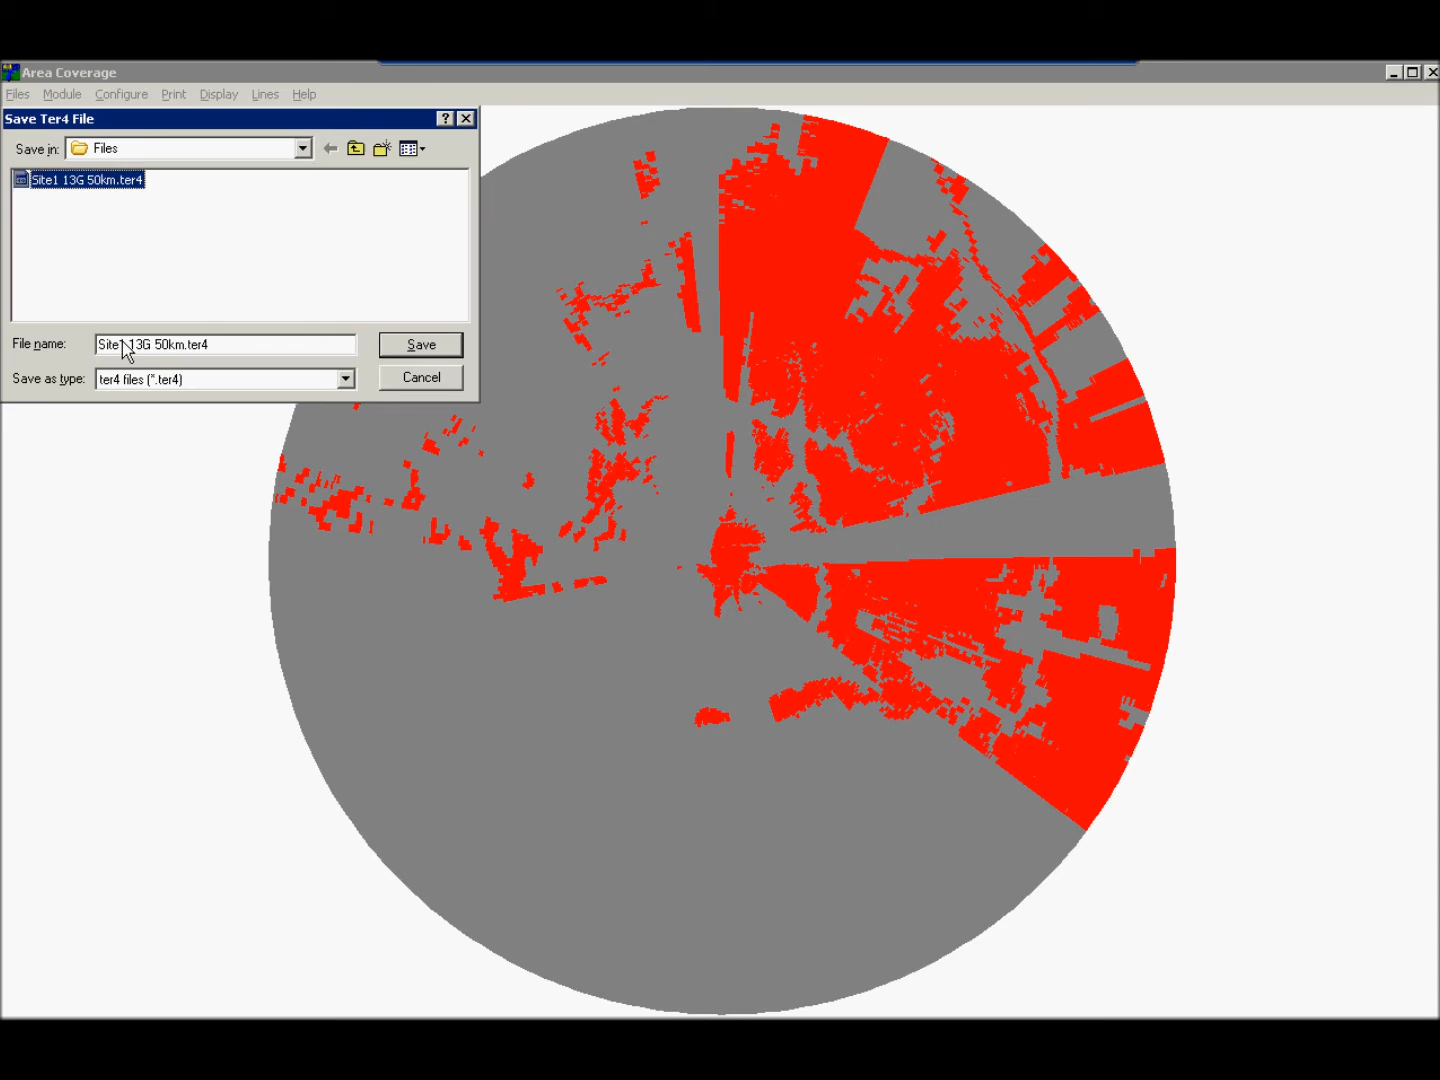 Area Coverage
Files Module Configure Print Display Lines Help
Save Ter4 File
Save in: Files
Site1 13G 50km.ter4
File name: Site1 13G 50km.ter4 Save
Save as type: ter4 files (*.ter4) Cancel